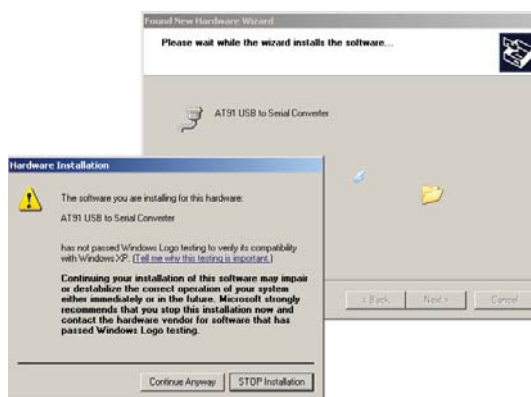 Found New Hardware Wizard
Please wait while the wizard installs the software...
AT91 USB to Serial Converter
< Back
Next >
Cancel
Hardware Installation
The software you are installing for this hardware:
AT91 USB to Serial Converter
has not passed Windows Logo testing to verify its compatibility
with Windows XP. (Tell me why this testing is important.)
Continuing your installation of this software may impair
or destabilize the correct operation of your system
either immediately or in the future. Microsoft strongly
recommends that you stop this installation now and
contact the hardware vendor for software that has
passed Windows Logo testing.
Continue Anyway
STOP Installation